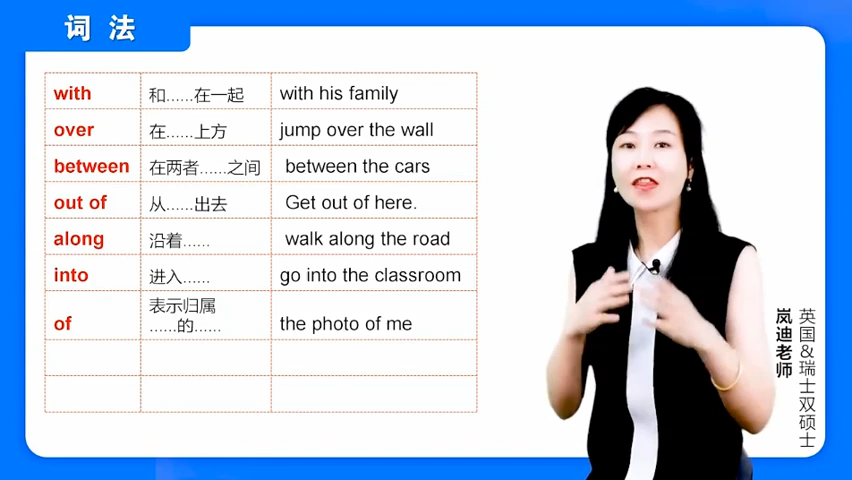 词 法
with 和……在一起 with his family
over 在……上方 jump over the wall
between 在两者……之间 between the cars
out of 从……出去 Get out of here.
along 沿着…… walk along the road
into 进入…… go into the classroom
of 表示归属
……的…… the photo of me
英国&瑞士双硕士
岚迪老师